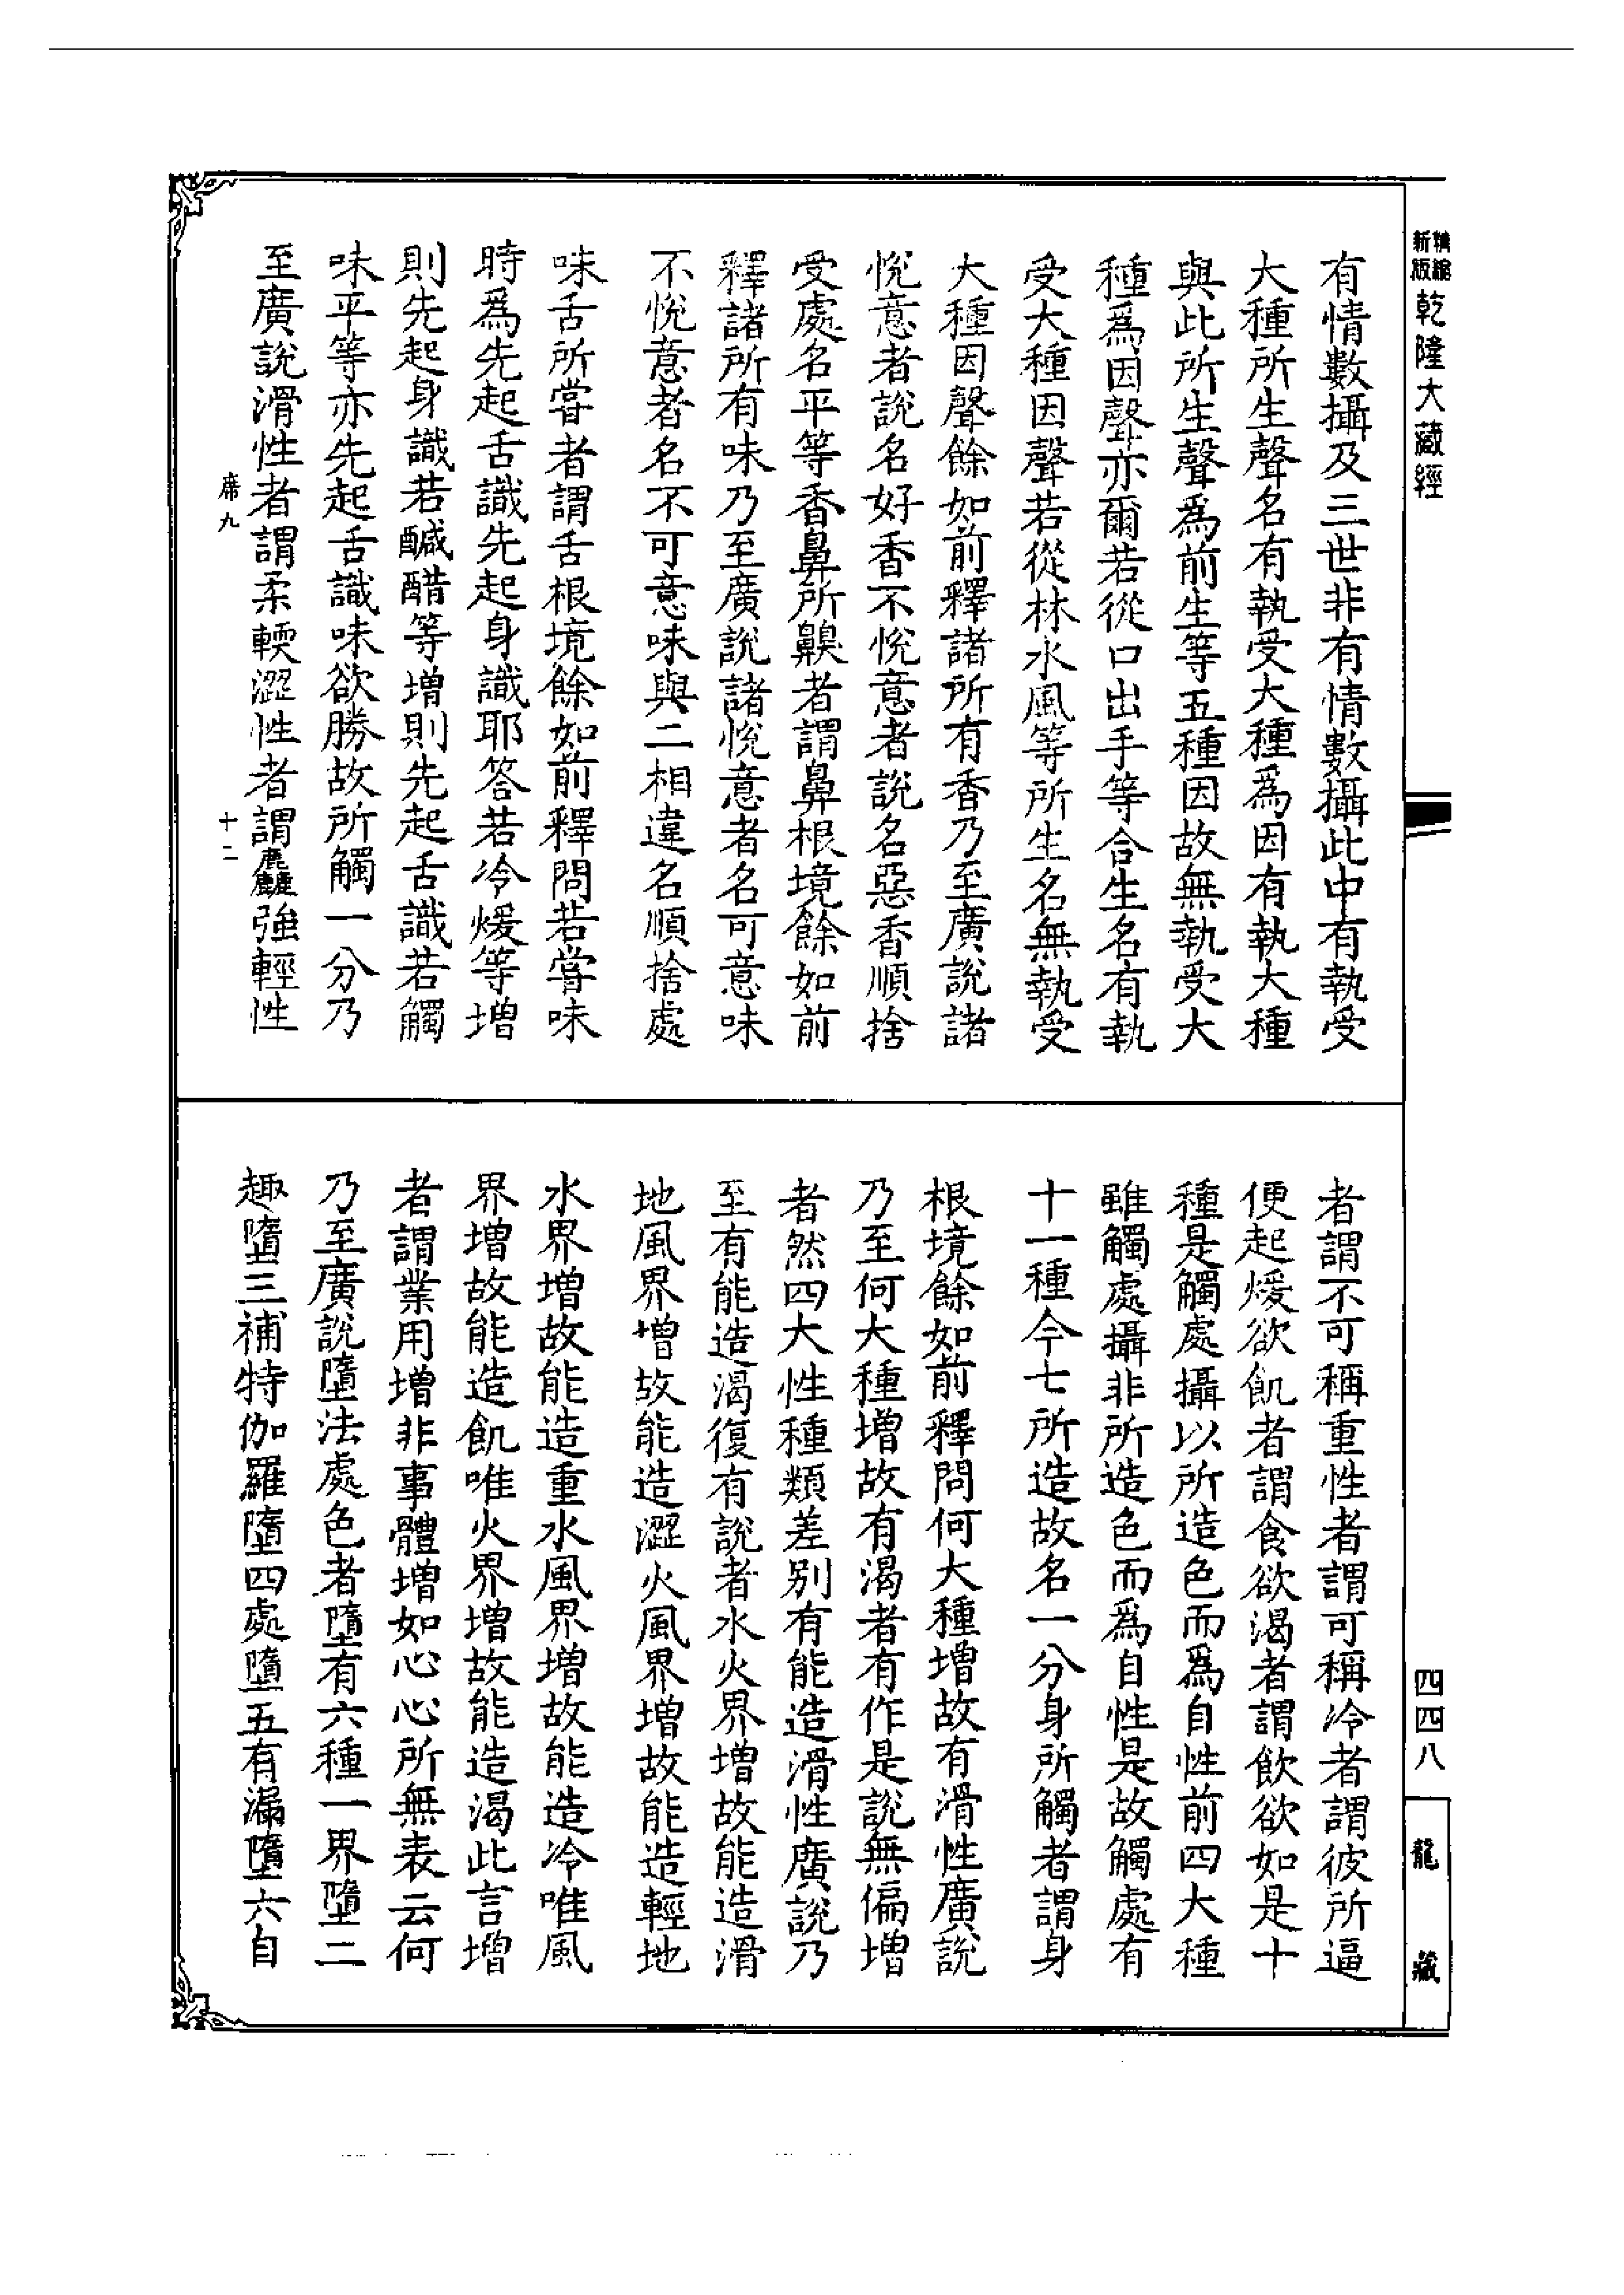 精縮
新版
乾隆大藏經
有情數攝及三世非有情數攝此中有執受
大種所生聲名有執受大種為因有執大種
與此所生聲為前生等五種因故無執受大
種為因聲亦爾若從口出手等合生名有執
受大種因聲若從林水風等所生名無執受
大種因聲餘如前釋諸所有香乃至廣說諸
悅意者說名好香不悅意者說名惡香順捨
受處名平等香鼻所齅者謂鼻根境餘如前
釋諸所有味乃至廣說諸悅意者名可意味
不悅意者名不可意味與二相違名順捨處
味舌所嘗者謂舌根境餘如前釋問若嘗味
時為先起舌識先起身識耶答若冷煖等增
則先起身識若鹹醋等增則先起舌識若觸
味平等亦先起舌識味欲勝故所觸一分乃
至廣說滑性者謂柔輭澀性者謂麤強輕性
席九
十二
者謂不可稱重性者謂可稱冷者謂彼所逼
便起煖欲飢者謂食欲渴者謂飲欲如是十
種是觸處攝以所造色而為自性前四大種
雖觸處攝非所造色而為自性是故觸處有
十一種今七所造故名一分身所觸者謂身
根境餘如前釋問何大種增故有滑性廣說
乃至何大種增故有渴者有作是說無偏增
者然四大性種類差別有能造滑性廣說乃
至有能造渴復有說者水火界增故能造滑
地風界增故能造澀火風界增故能造輕地
水界增故能造重水風界增故能造冷唯風
界增故能造飢唯火界增故能造渴此言增
者謂業用增非事體增如心心所無表云何
乃至廣說墮法處色者墮有六種一界墮二
趣墮三補特伽羅墮四處墮五有漏墮六自
四四八
龍藏